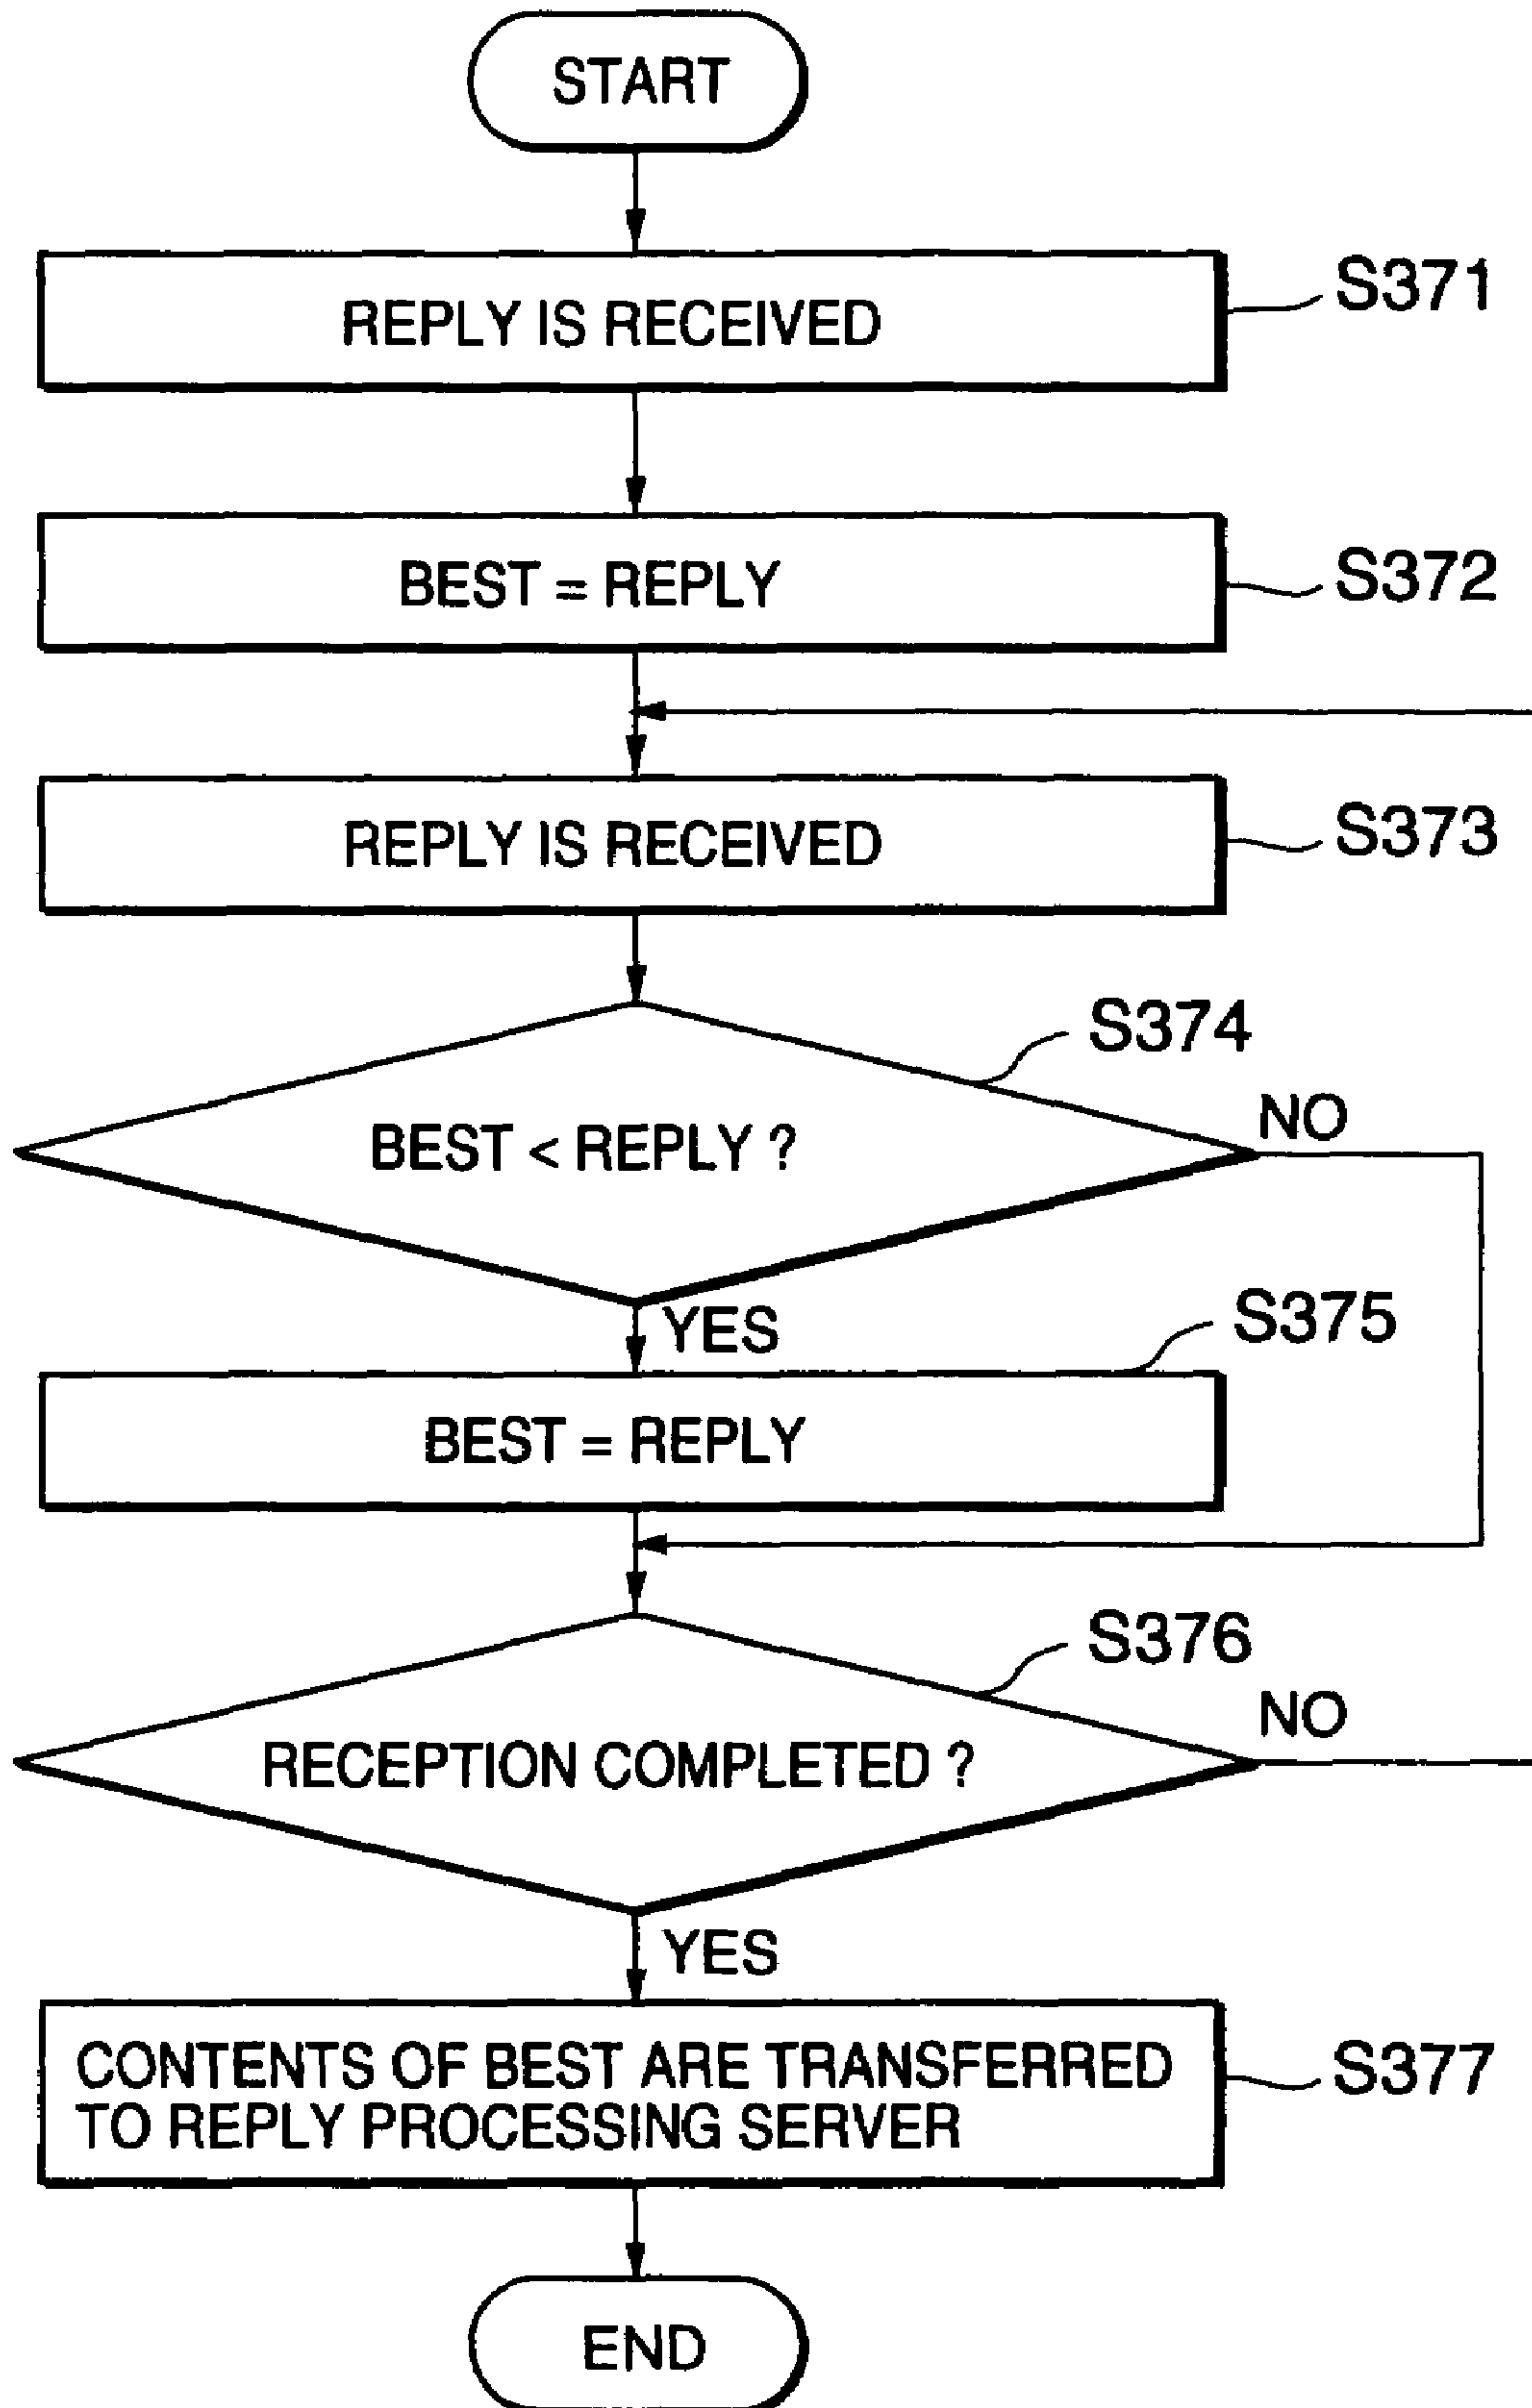 START
REPLY IS RECEIVED
S371
BEST = REPLY
S372
REPLY IS RECEIVED
S373
S374
BEST < REPLY ?
NO
YES
S375
BEST = REPLY
S376
RECEPTION COMPLETED ?
NO
YES
CONTENTS OF BEST ARE TRANSFERRED
TO REPLY PROCESSING SERVER
S377
END